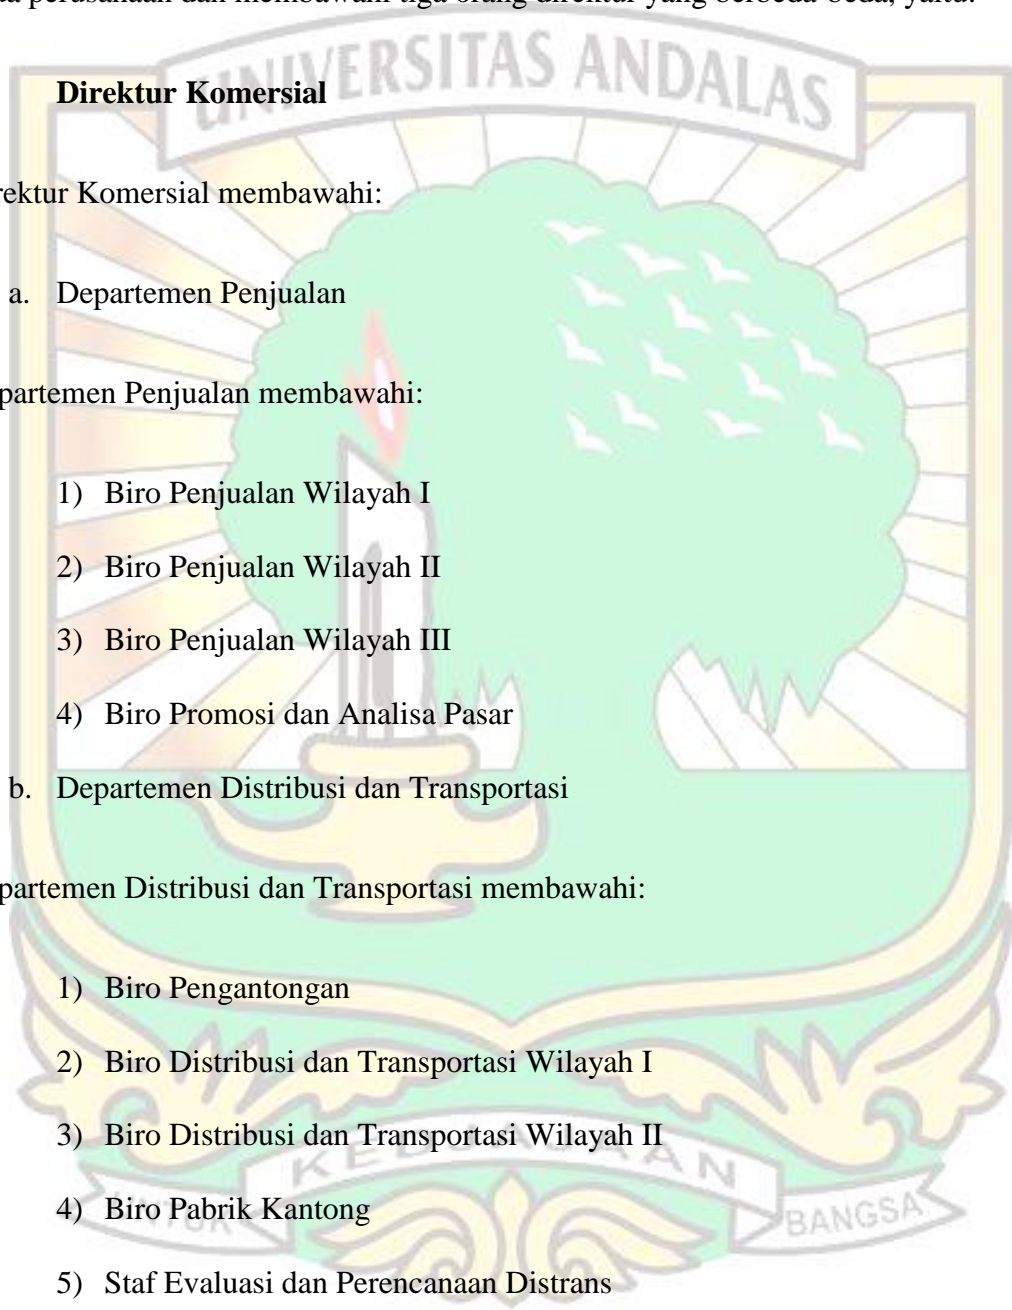 perusanaan dan membawahi tiga orang direktur yang berbeda-beda, yaitu:
UNIVERSITAS ANDALAS
Direktur Komersial
rektur Komersial membawahi:
a. Departemen Penjualan
partemen Penjualan membawahi:
1) Biro Penjualan Wilayah I
2) Biro Penjualan Wilayah II
3) Biro Penjualan Wilayah III
4) Biro Promosi dan Analisa Pasar
b. Departemen Distribusi dan Transportasi
partemen Distribusi dan Transportasi membawahi:
1) Biro Pengantongan
2) Biro Distribusi dan Transportasi Wilayah I
3) Biro Distribusi dan Transportasi Wilayah II
KEDJAJAAN
4) Biro Pabrik Kantong
UNTUK BANGSA
5) Staf Evaluasi dan Perencanaan Distrans